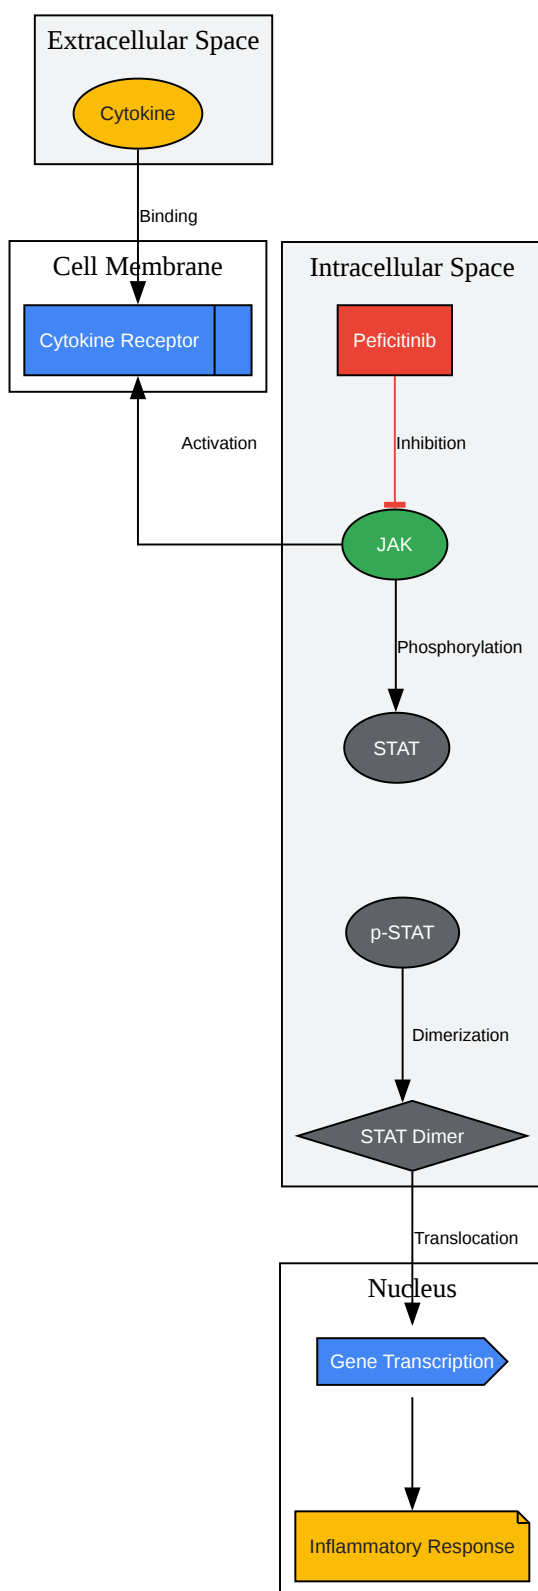 Extracellular Space
Cytokine
Binding
Cell Membrane
Cytokine Receptor
Intracellular Space
Peficitinib
Activation
Inhibition
JAK
Phosphorylation
STAT
p-STAT
Dimerization
STAT Dimer
Translocation
Nucleus
Gene Transcription
Inflammatory Response